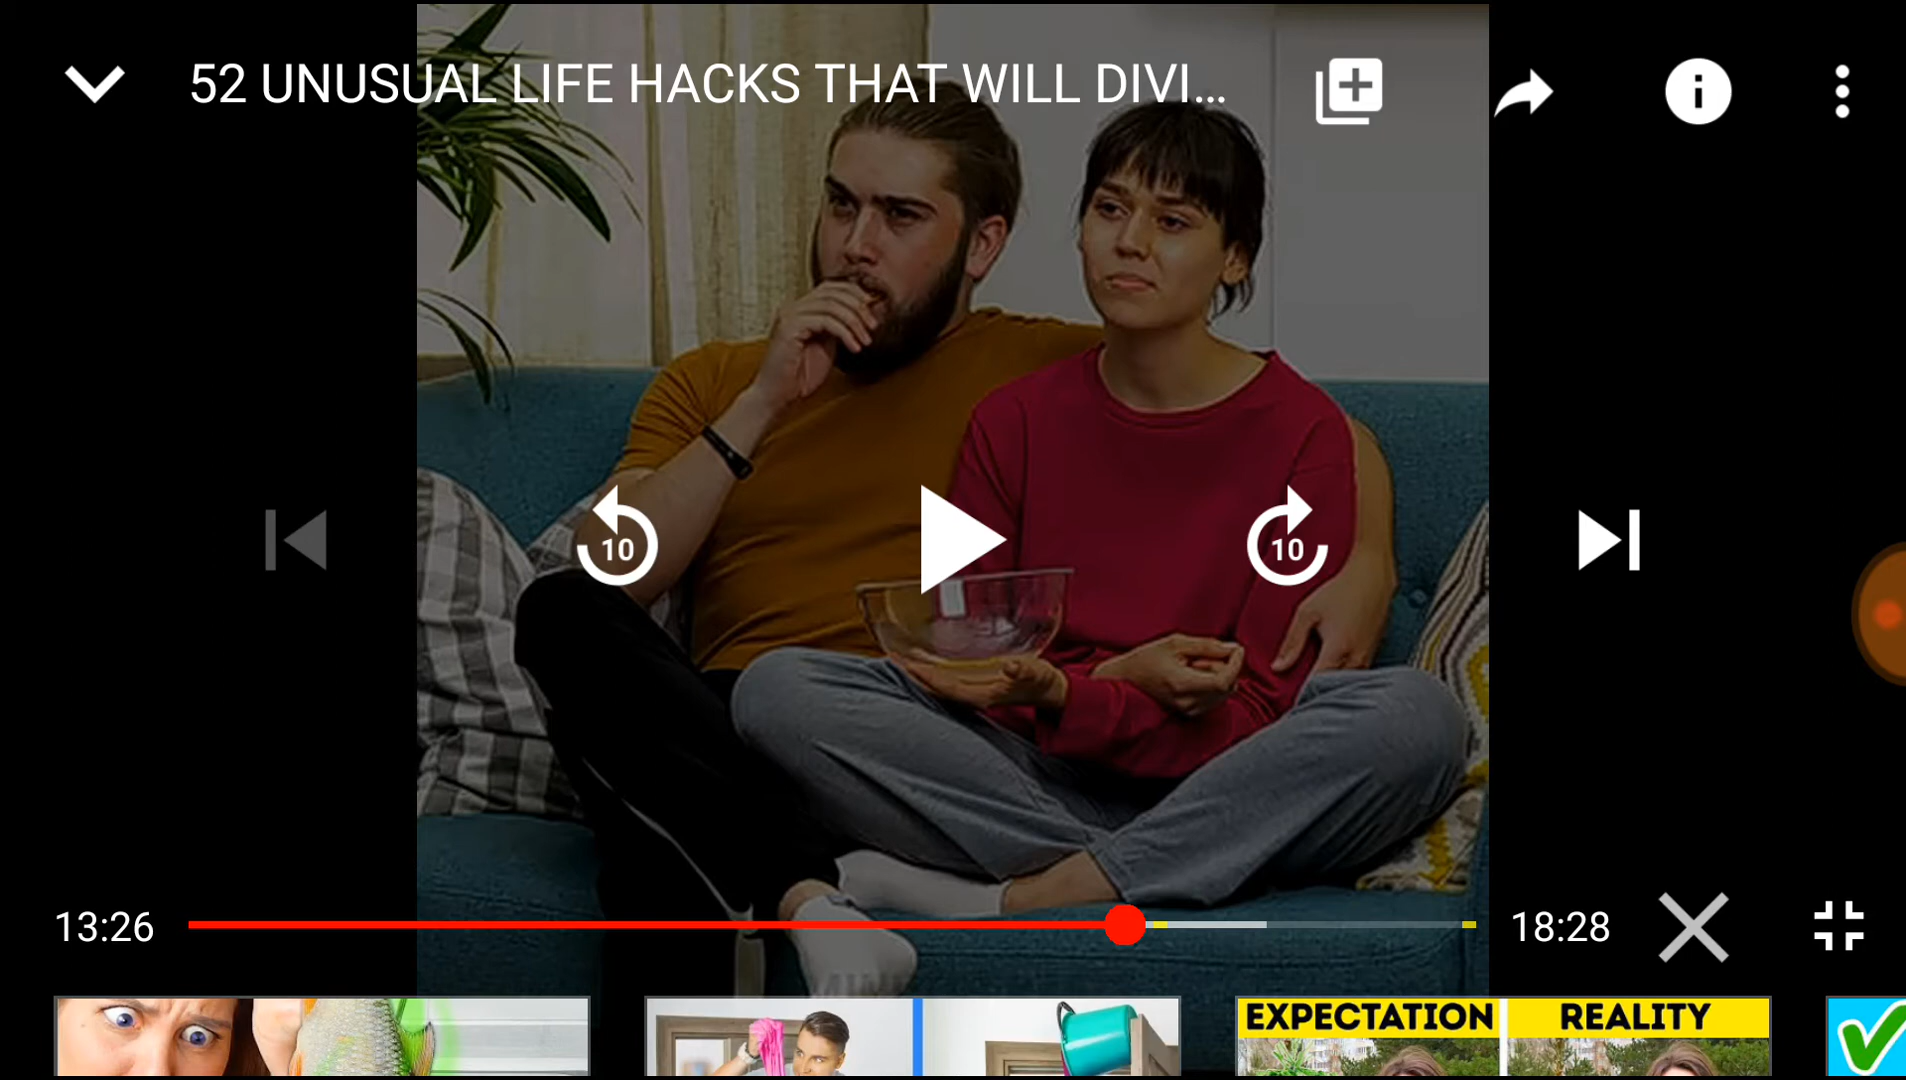 52 UNUSUAL LIFE HACKS THAT WILL DIVI...
10
10
13:26
18:28
EXPECTATION
REALITY